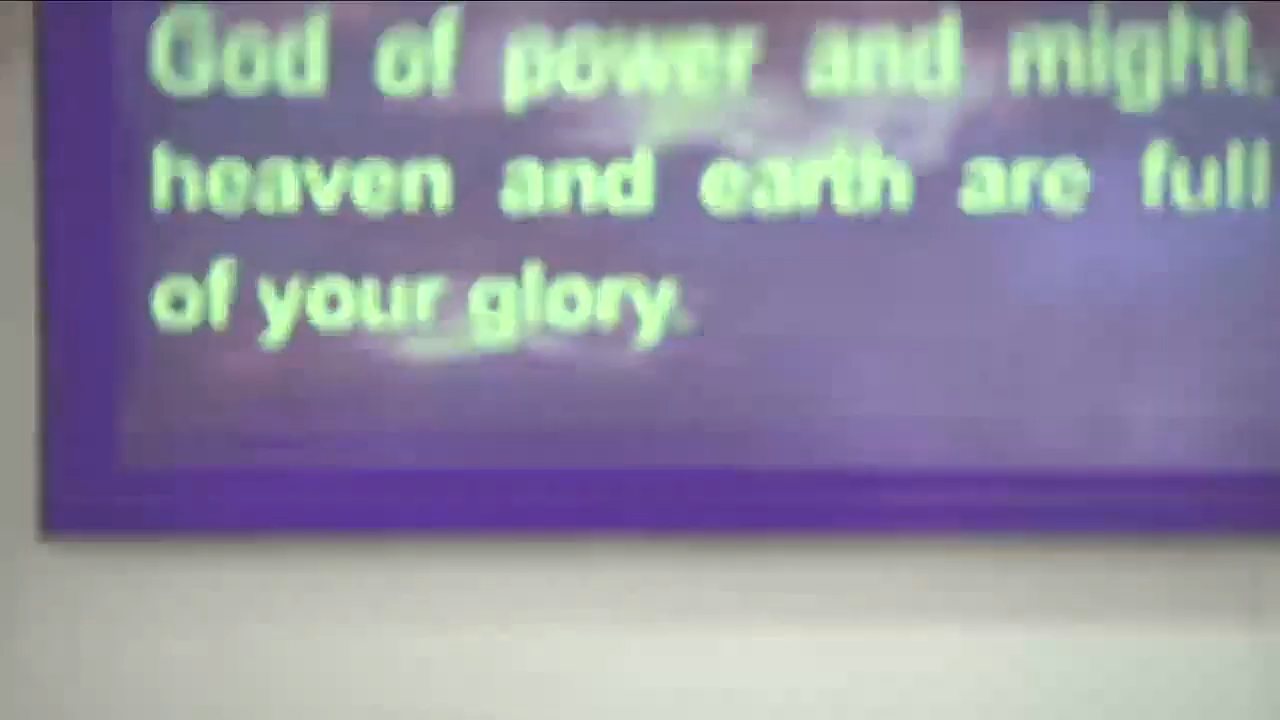 God of power and might,
heaven and earth are full
of your glory.